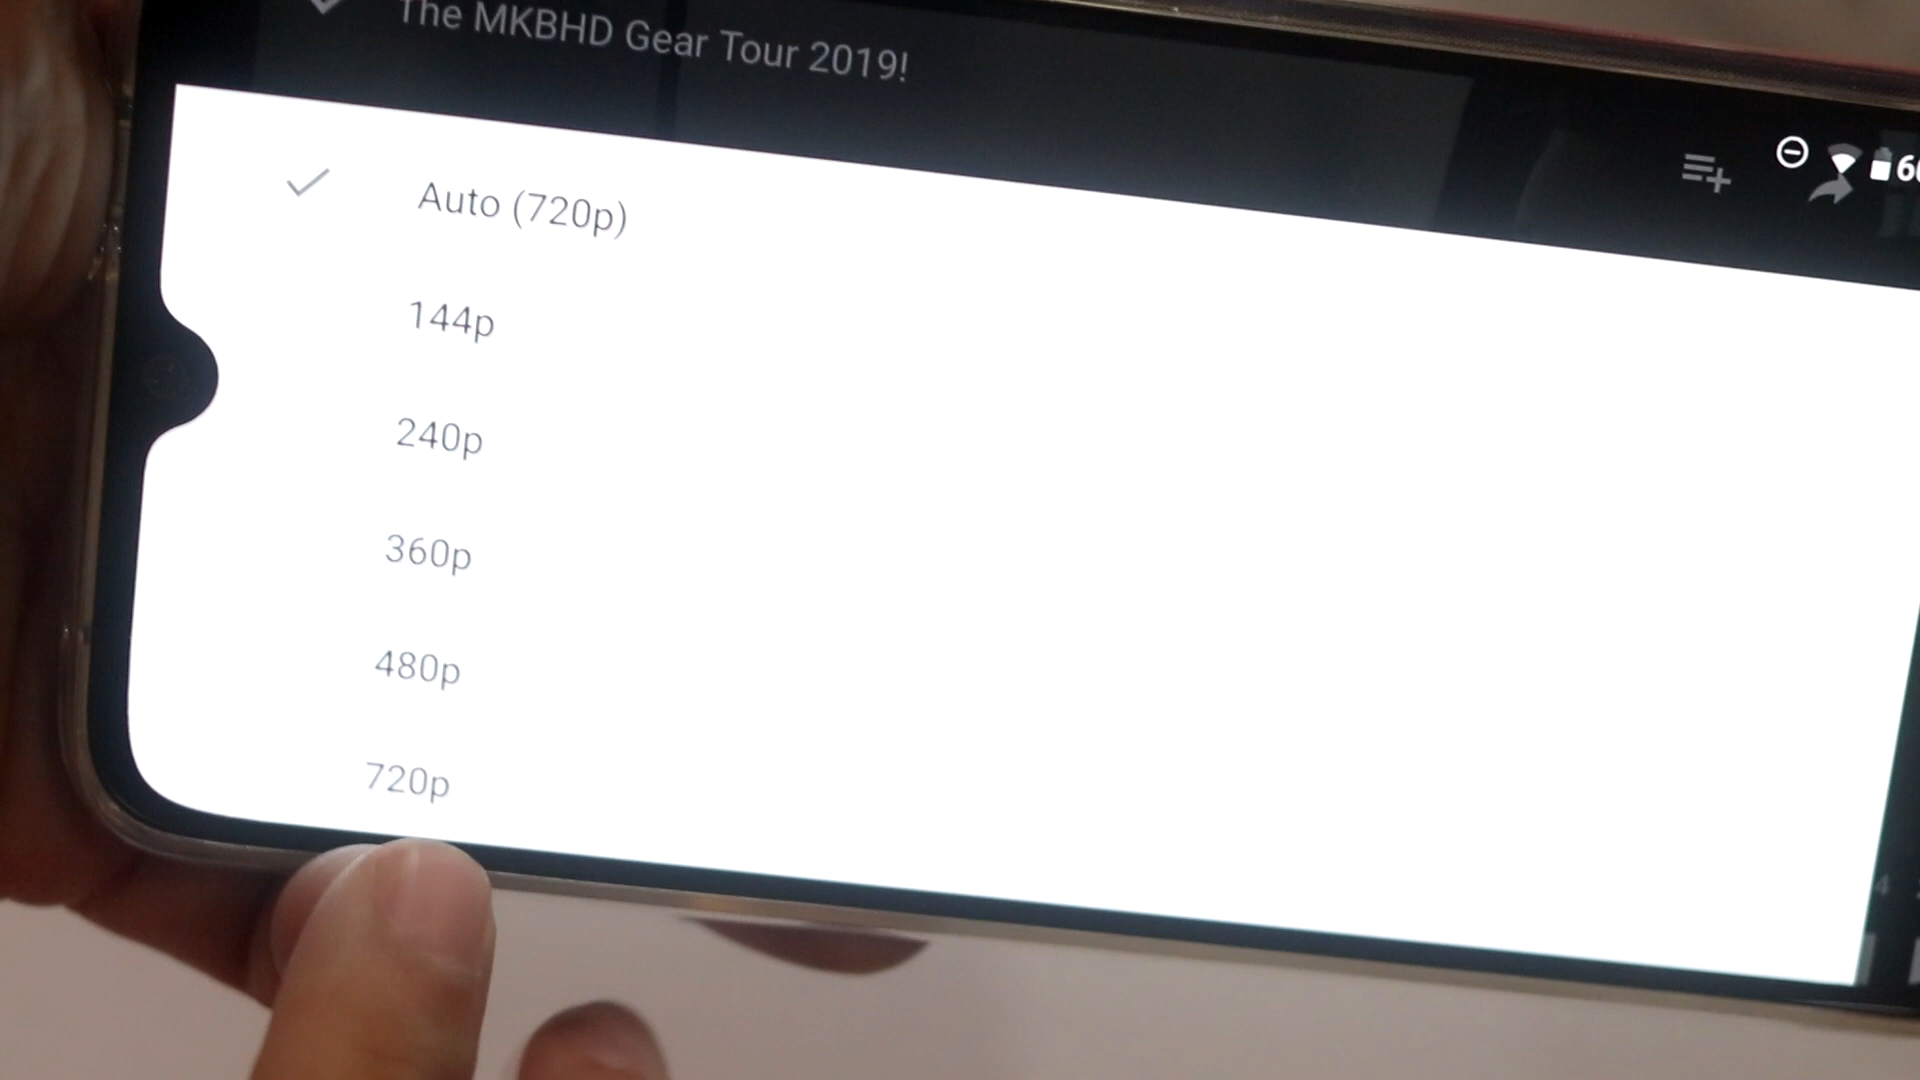 The MKBHD Gear Tour 2019!
Auto (720p)
144p
240p
360p
480p
720p